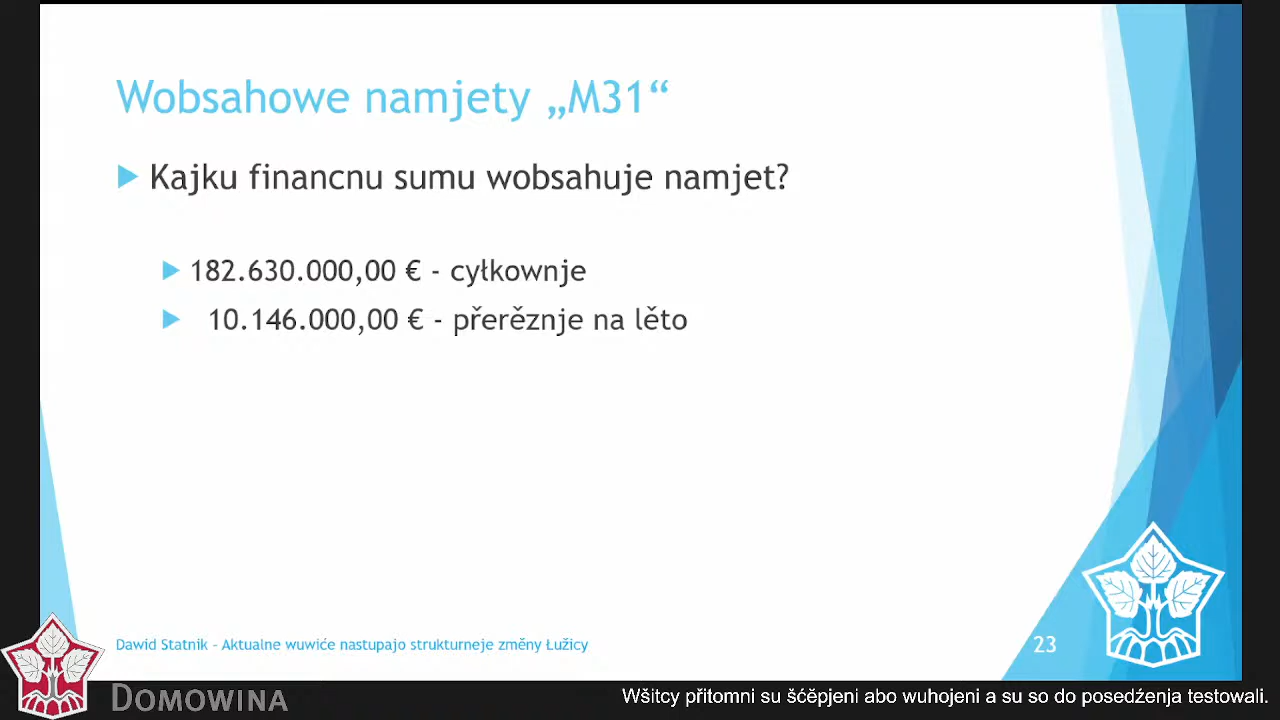 Wobsahowe namjety „M31“
Kajku financnu sumu wobsahuje namjet?
182.630.000,00 € - cyłkownje
10.146.000,00 € - přerěznje na lěto
Dawid Statnik – Aktualne wuwiće nastupajo strukturneje změny Łužicy
23
DOMOWINA
Wšitcy přitomni su šćěpjeni abo wuhojeni a su so do posedźenja testowali.